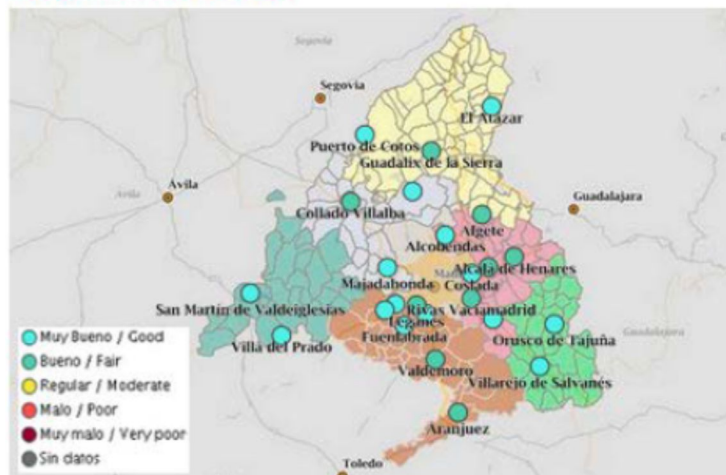 Segovia
Segovia
El Atazar
Puerto de Cotos
Guadalix de la Sierra
Avila
Avila
Guadalajara
Collado Villalba
Algete
Alcobendas
Alcalá de Henares
Majadahonda
Coslada
San Martín de Valdeiglesias
Rivas Vaciamadrid
Leganés
Guadalajara
Fuenlabrada
Orusco de Tajuña
Villa del Prado
Valdemoro
Villarejo de Salvanés
Aranjuez
Toledo
Muy Bueno / Good
Bueno / Fair
Regular / Moderate
Malo / Poor
Muy malo / Very poor
Sin datos